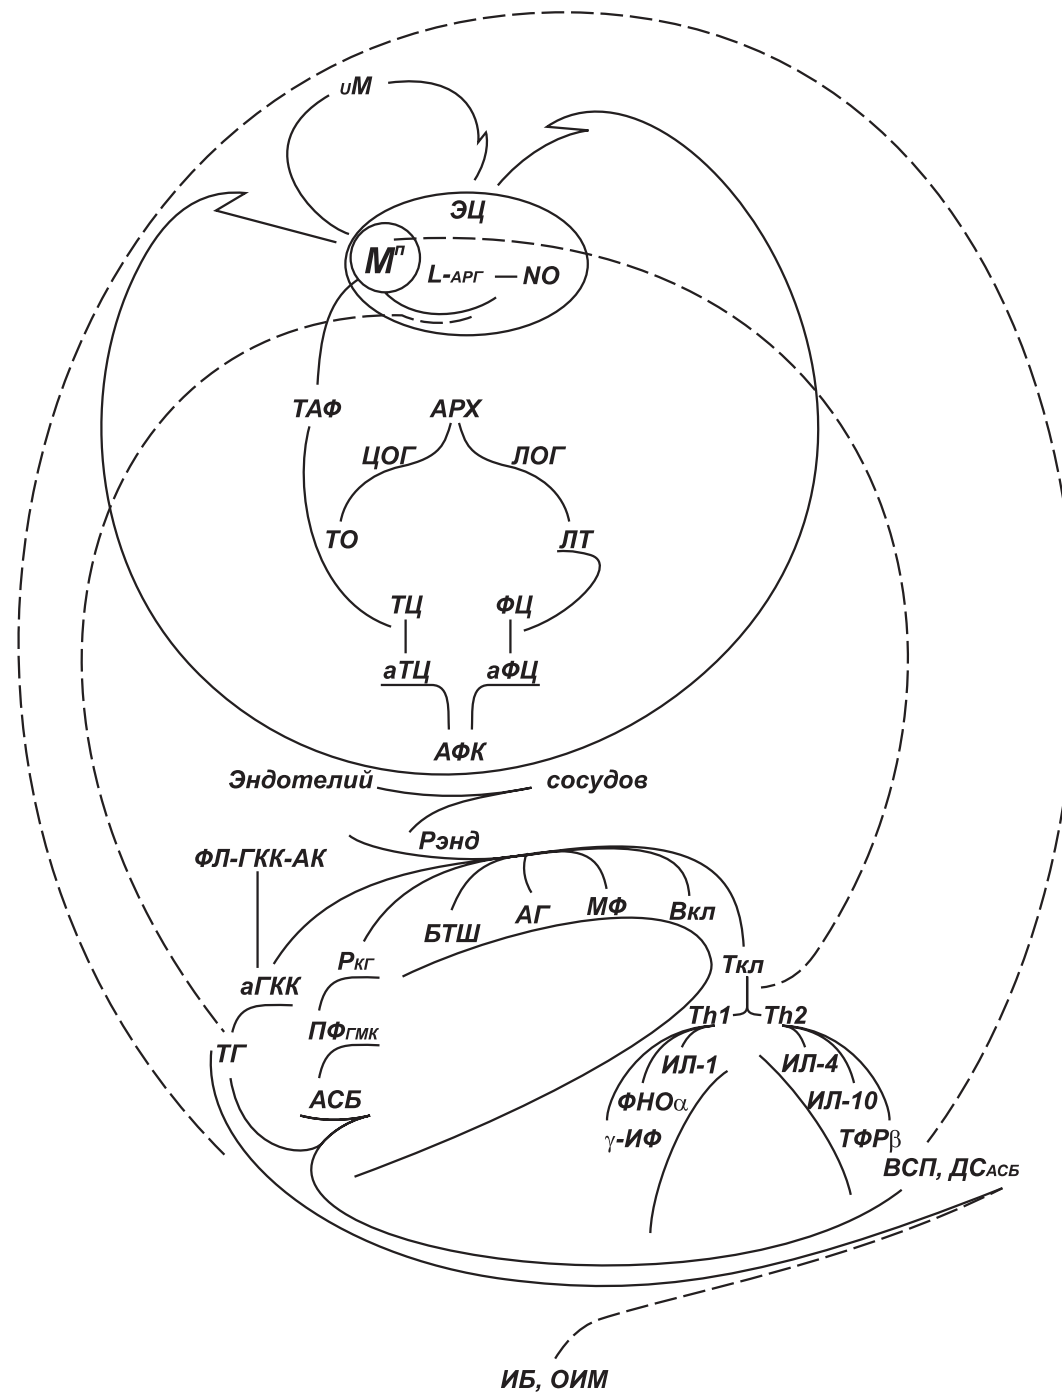 иМ
ЭЦ
Мп
L-АРГ — NO
ТАФ
АРХ
ЦОГ
ЛОГ
ТО
ЛТ
ТЦ
ФЦ
аТЦ
аФЦ
АФК
Эндотелий
сосудов
Рэнд
ФЛ-ГКК-АК
БТШ
АГ
МФ
Вкл
РКГ
Ткл
аГКК
ПФГМК
Th1
Th2
ТГ
ИЛ-1
ИЛ-4
АСБ
ФНОα
ИЛ-10
γ-ИФ
ТФРβ
ВСП, ДСАСБ
ИБ, ОИМ